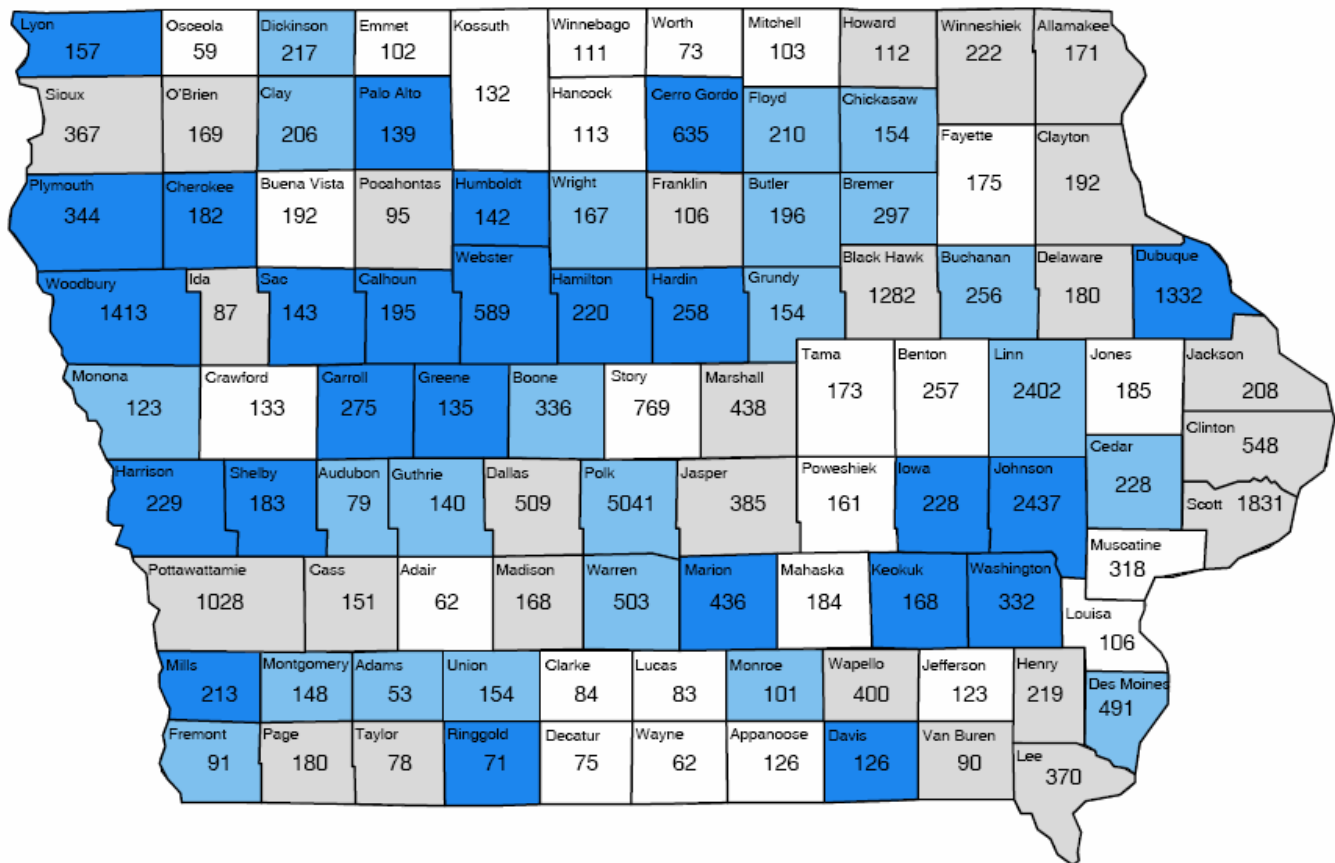 Lyon
157
Osceola
59
Dickinson
217
Emmet
102
Kossuth
132
Winnebago
111
Worth
73
Mitchell
103
Howard
112
Winneshiek
222
Allamakee
171
Sioux
367
O'Brien
169
Clay
206
Palo Alto
139
Hancock
113
Cerro Gordo
635
Floyd
210
Chickasaw
154
Fayette
175
Clayton
192
Plymouth
344
Cherokee
182
Buena Vista
192
Pocahontas
95
Humboldt
142
Wright
167
Franklin
106
Butler
196
Bremer
297
Woodbury
1413
Ida
87
Sac
143
Calhoun
195
Webster
589
Hamilton
220
Hardin
258
Grundy
154
Black Hawk
1282
Buchanan
256
Delaware
180
Dubuque
1332
Monona
123
Crawford
133
Carroll
275
Greene
135
Boone
336
Story
769
Marshall
438
Tama
173
Benton
257
Linn
2402
Jones
185
Jackson
208
Clinton
548
Harrison
229
Shelby
183
Audubon
79
Guthrie
140
Dallas
509
Polk
5041
Jasper
385
Poweshiek
161
Iowa
228
Johnson
2437
Cedar
228
Scott
1831
Muscatine
318
Pottawattamie
1028
Cass
151
Adair
62
Madison
168
Warren
503
Marion
436
Mahaska
184
Keokuk
168
Washington
332
Louisa
106
Mills
213
Montgomery
148
Adams
53
Union
154
Clarke
84
Lucas
83
Monroe
101
Wapello
400
Jefferson
123
Henry
219
Des Moines
491
Fremont
91
Page
180
Taylor
78
Ringgold
71
Decatur
75
Wayne
62
Appanoose
126
Davis
126
Van Buren
90
Lee
370